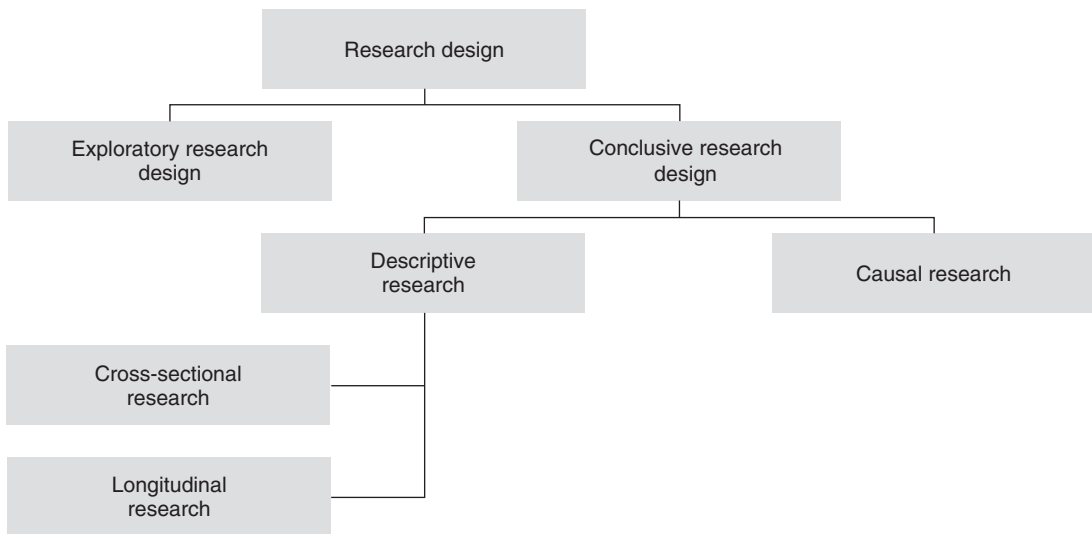 Research design
Exploratory research
design
Conclusive research
design
Descriptive
research
Causal research
Cross-sectional
research
Longitudinal
research